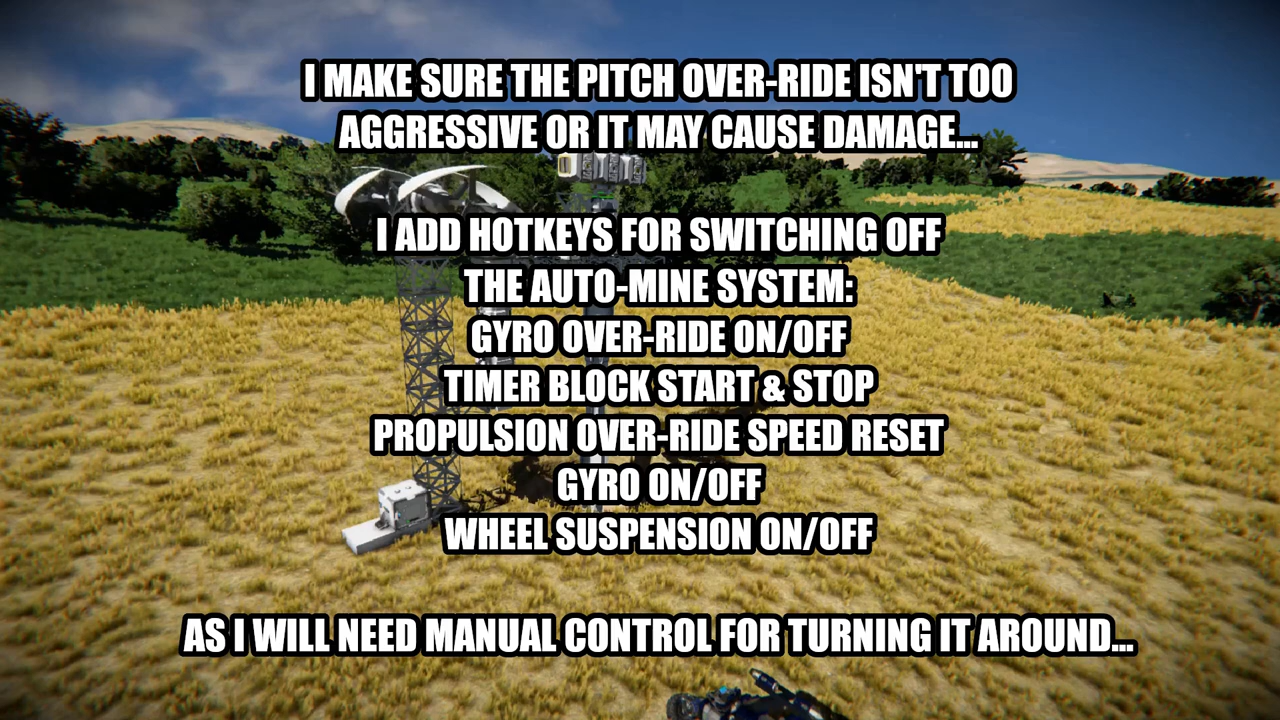 I MAKE SURE THE PITCH OVER-RIDE ISN'T TOO
AGGRESSIVE OR IT MAY CAUSE DAMAGE...
I ADD HOTKEYS FOR SWITCHING OFF
THE AUTO-MINE SYSTEM:
GYRO OVER-RIDE ON/OFF
TIMER BLOCK START & STOP
PROPULSION OVER-RIDE SPEED RESET
GYRO ON/OFF
WHEEL SUSPENSION ON/OFF
AS I WILL NEED MANUAL CONTROL FOR TURNING IT AROUND...